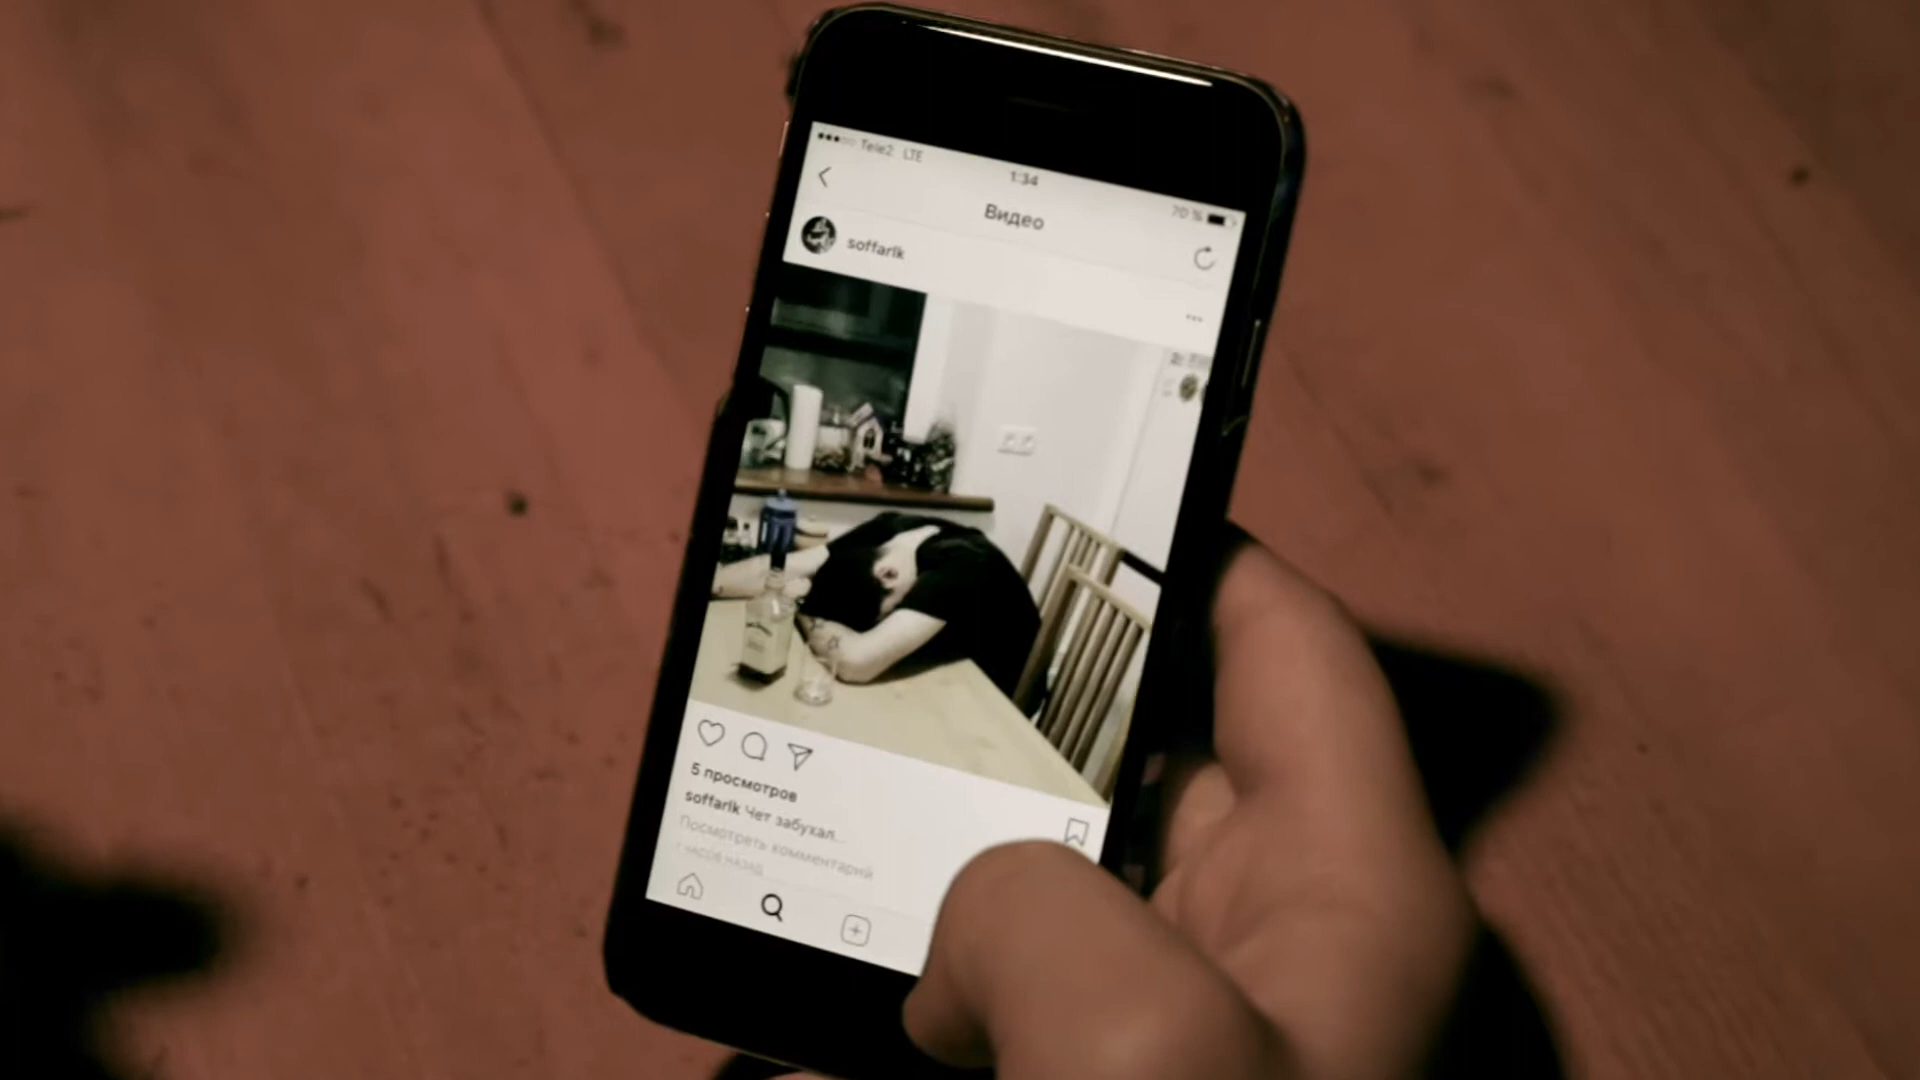 Tele2 LTE
1:34
70 %
Видео
soffarik
5 просмотров
soffarik Чет забухал...
Посмотреть комментарий
часов назад